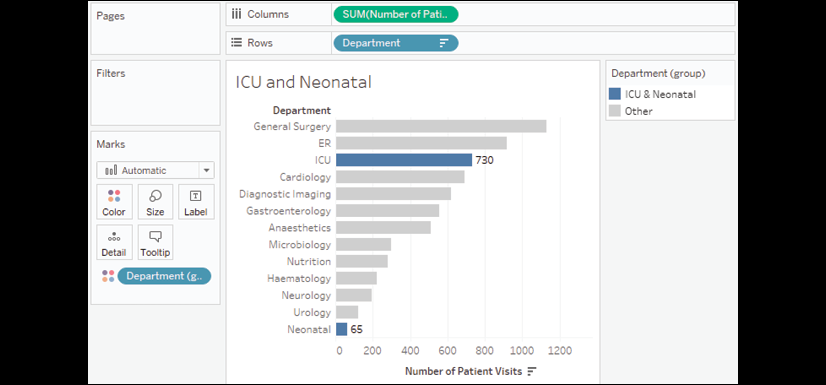 Pages
Columns
SUM(Number of Pati..
Rows
Department
Filters
Marks
Automatic
Color
Size
Label
Detail
Tooltip
Department (g..
ICU and Neonatal
Department
General Surgery
ER
ICU
730
Cardiology
Diagnostic Imaging
Gastroenterology
Anaesthetics
Microbiology
Nutrition
Haematology
Neurology
Urology
Neonatal
65
0 200 400 600 800 1000 1200
Number of Patient Visits
Department (group)
ICU & Neonatal
Other